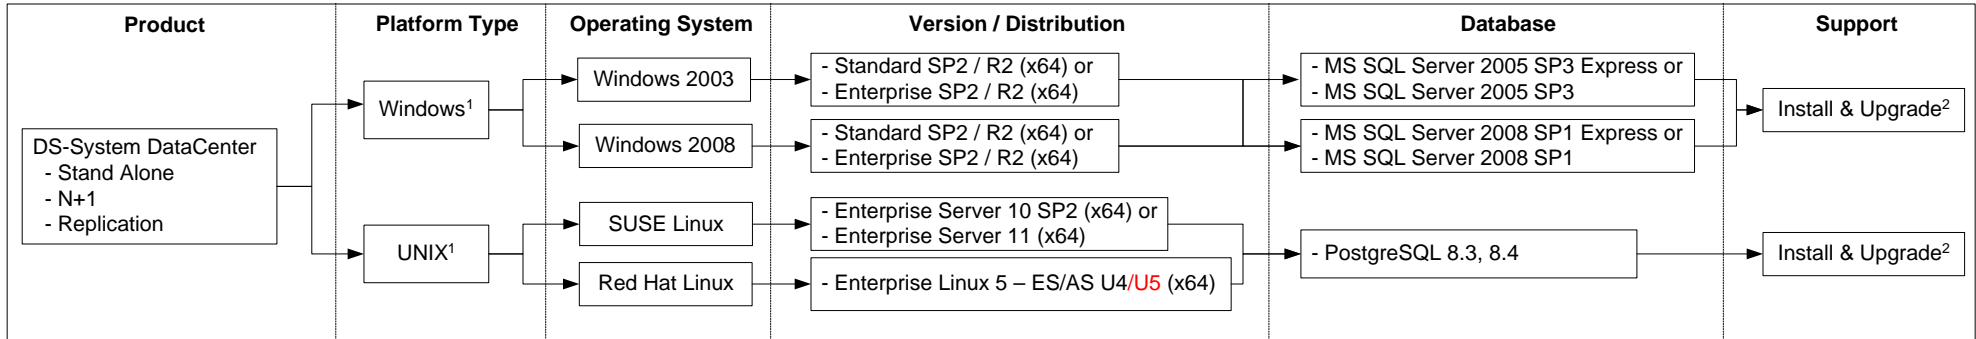 Product
Platform Type
Operating System
Version / Distribution
Database
Support
DS-System DataCenter
- Stand Alone
- N+1
- Replication
Windows¹
UNIX¹
Windows 2003
Windows 2008
SUSE Linux
Red Hat Linux
- Standard SP2 / R2 (x64) or
- Enterprise SP2 / R2 (x64)
- Standard SP2 / R2 (x64) or
- Enterprise SP2 / R2 (x64)
- Enterprise Server 10 SP2 (x64) or
- Enterprise Server 11 (x64)
- Enterprise Linux 5 – ES/AS U4/U5 (x64)
- MS SQL Server 2005 SP3 Express or
- MS SQL Server 2005 SP3
- MS SQL Server 2008 SP1 Express or
- MS SQL Server 2008 SP1
- PostgreSQL 8.3, 8.4
Install & Upgrade²
Install & Upgrade²